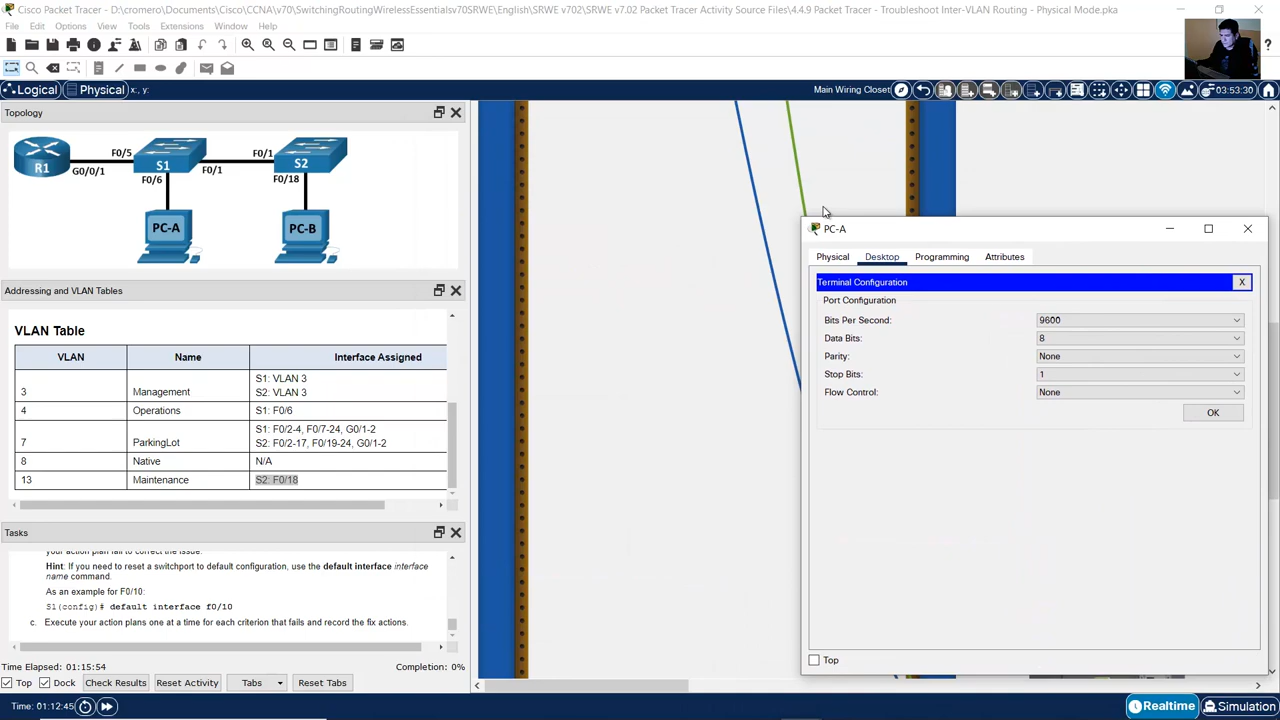 Cisco Packet Tracer - D:\cromero\Documents\Cisco\CCNA\v70\SwitchingRoutingWirelessEssentialsv70SRWE\English\SRWE v702\SRWE v7.02 Packet Tracer Activity Source Files\4.4.9 Packet Tracer - Troubleshoot Inter-VLAN Routing - Physical Mode.pka
File Edit Options View Tools Extensions Window Help
Logical Physical x:, y: Main Wiring Closet 03:53:30
Topology
F0/5 F0/1
R1 S1 S2
G0/0/1 F0/1
F0/6 F0/18
PC-A PC-B
Addressing and VLAN Tables
VLAN Table
VLAN Name Interface Assigned
3 Management S1: VLAN 3
S2: VLAN 3
4 Operations S1: F0/6
7 ParkingLot S1: F0/2-4, F0/7-24, G0/1-2
S2: F0/2-17, F0/19-24, G0/1-2
8 Native N/A
13 Maintenance S2: F0/18
Tasks
your action plan fail to correct the issue.
Hint: If you need to reset a switchport to default configuration, use the default interface interface
name command.
As an example for F0/10:
S1(config)# default interface f0/10
c. Execute your action plans one at a time for each criterion that fails and record the fix actions.
Time Elapsed: 01:15:54 Completion: 0%
Top Dock Check Results Reset Activity Tabs Reset Tabs
PC-A
Physical Desktop Programming Attributes
Terminal Configuration X
Port Configuration
Bits Per Second: 9600
Data Bits: 8
Parity: None
Stop Bits: 1
Flow Control: None
OK
Top
Time: 01:12:45 Realtime Simulation